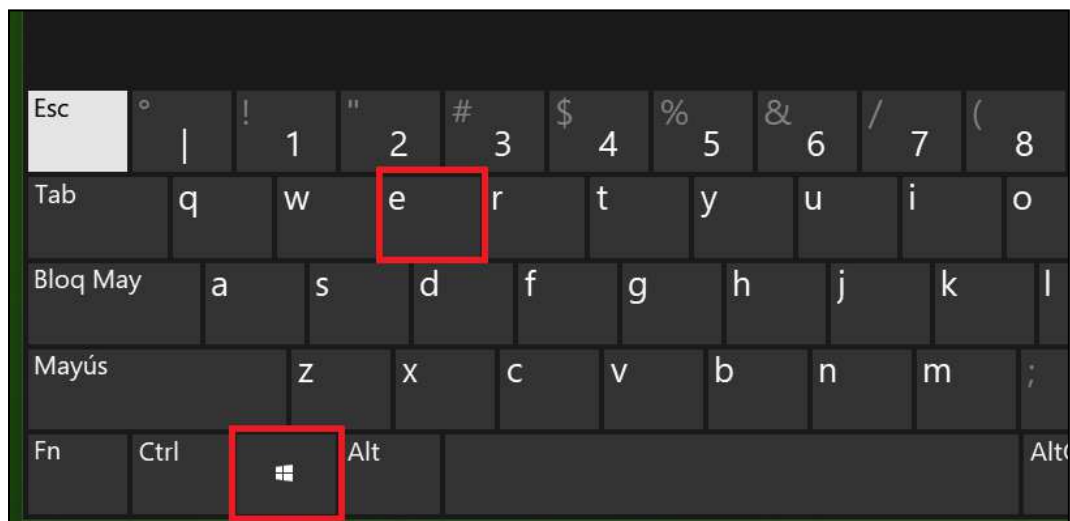 Esc ° | ! 1 " 2 # 3 $ 4 % 5 & 6 / 7 ( 8
Tab q w e r t y u i o
Bloq May a s d f g h j k l
Mayús z x c v b n m ;
Fn Ctrl Alt